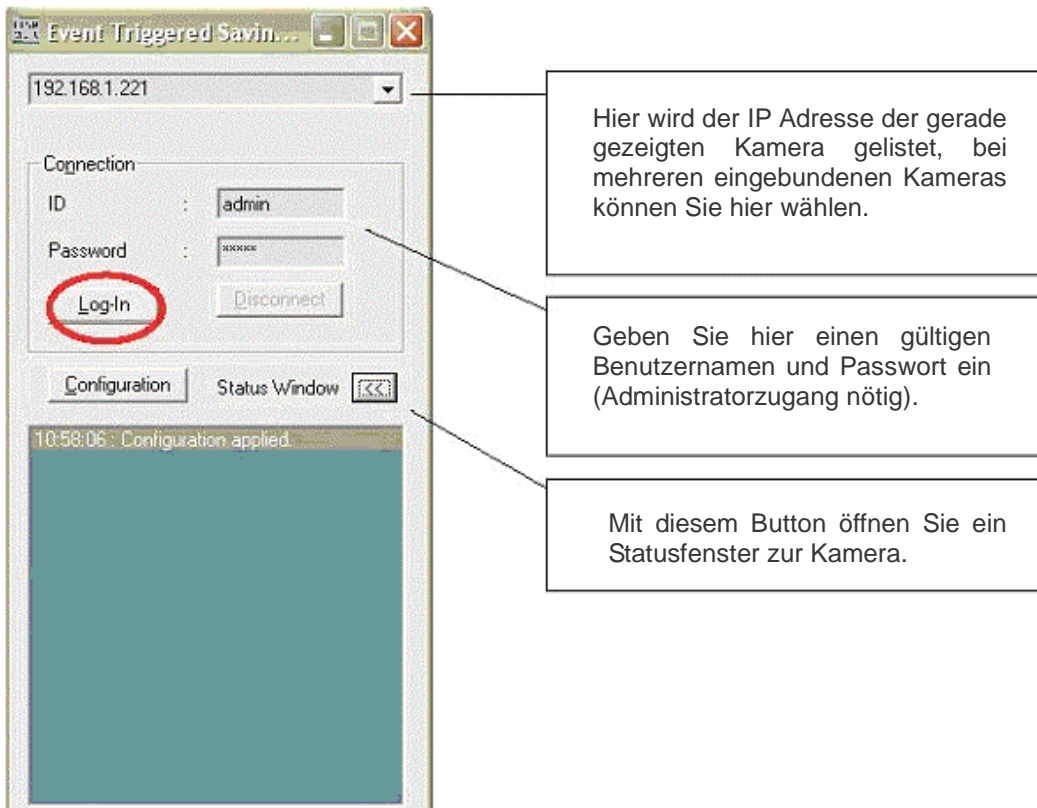 Event Triggered Savin...
192.168.1.221
Connection
ID : admin
Password : *****
Log-In Disconnect
Configuration Status Window <<
10:58:06 : Configuration applied.
Hier wird der IP Adresse der gerade
gezeigten Kamera gelistet, bei
mehreren eingebundenen Kameras
können Sie hier wählen.
Geben Sie hier einen gültigen
Benutzernamen und Passwort ein
(Administratorzugang nötig).
Mit diesem Button öffnen Sie ein
Statusfenster zur Kamera.